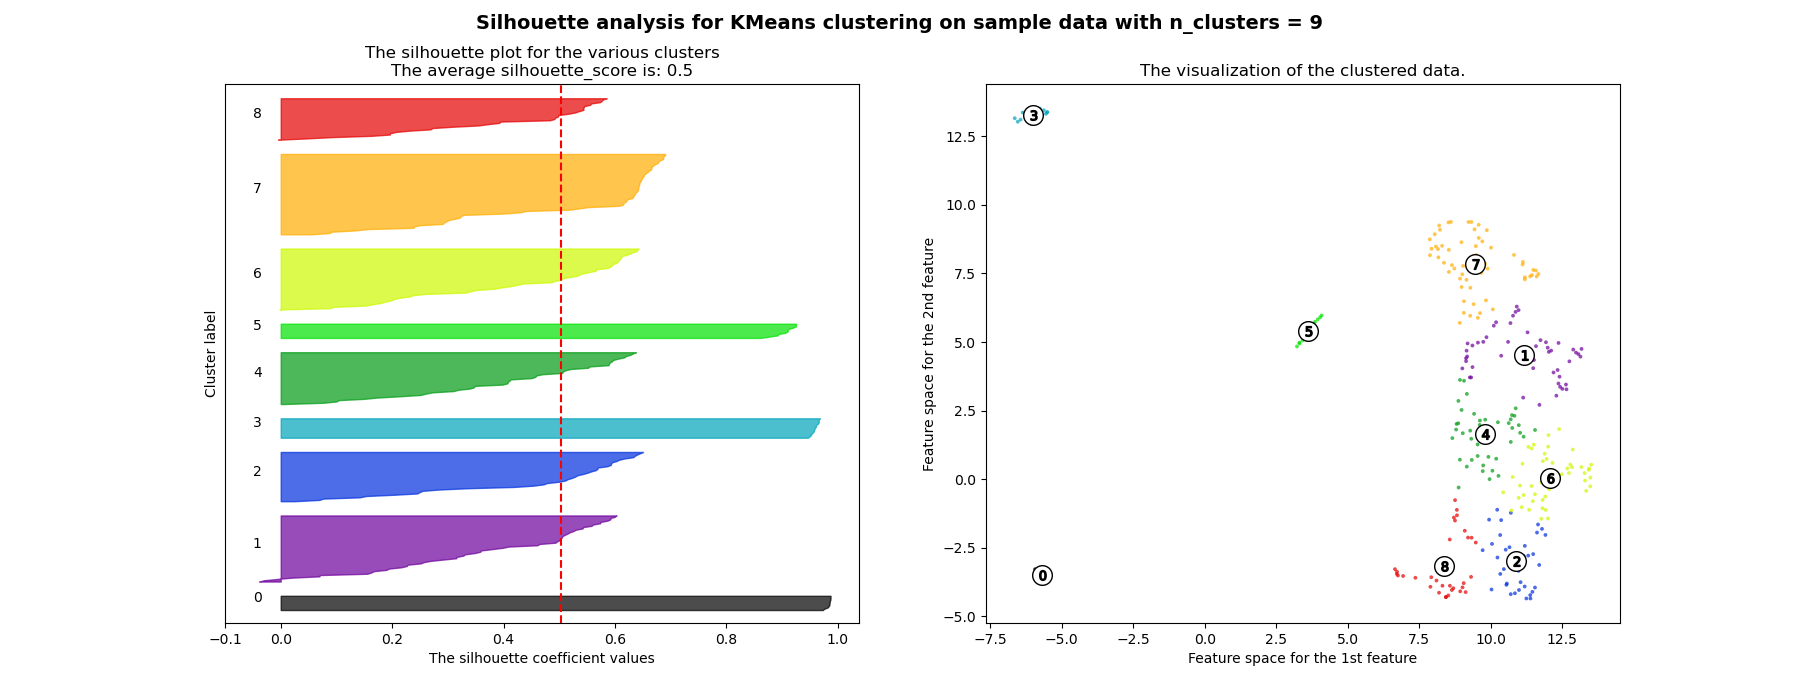 Silhouette analysis for KMeans clustering on sample data with n_clusters = 9
The silhouette plot for the various clusters
The average silhouette_score is: 0.5
Cluster label
8
7
6
5
4
3
2
1
0
−0.1 0.0 0.2 0.4 0.6 0.8 1.0
The silhouette coefficient values
The visualization of the clustered data.
Feature space for the 2nd feature
12.5
10.0
7.5
5.0
2.5
0.0
−2.5
−5.0
3
7
5
1
4
6
2
8
0
−7.5 −5.0 −2.5 0.0 2.5 5.0 7.5 10.0 12.5
Feature space for the 1st feature